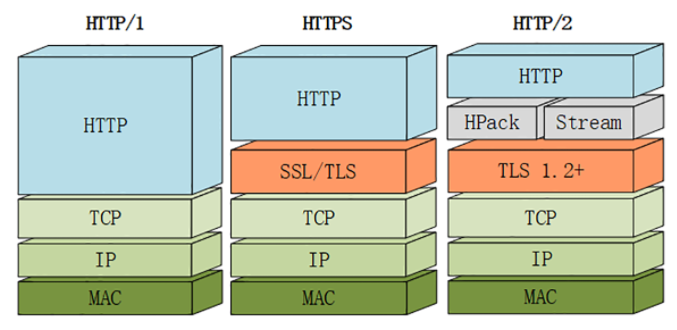 HTTP/1
HTTPS
HTTP/2
HTTP
HTTP
HTTP
HPack
Stream
SSL/TLS
TLS 1.2+
TCP
TCP
TCP
IP
IP
IP
MAC
MAC
MAC